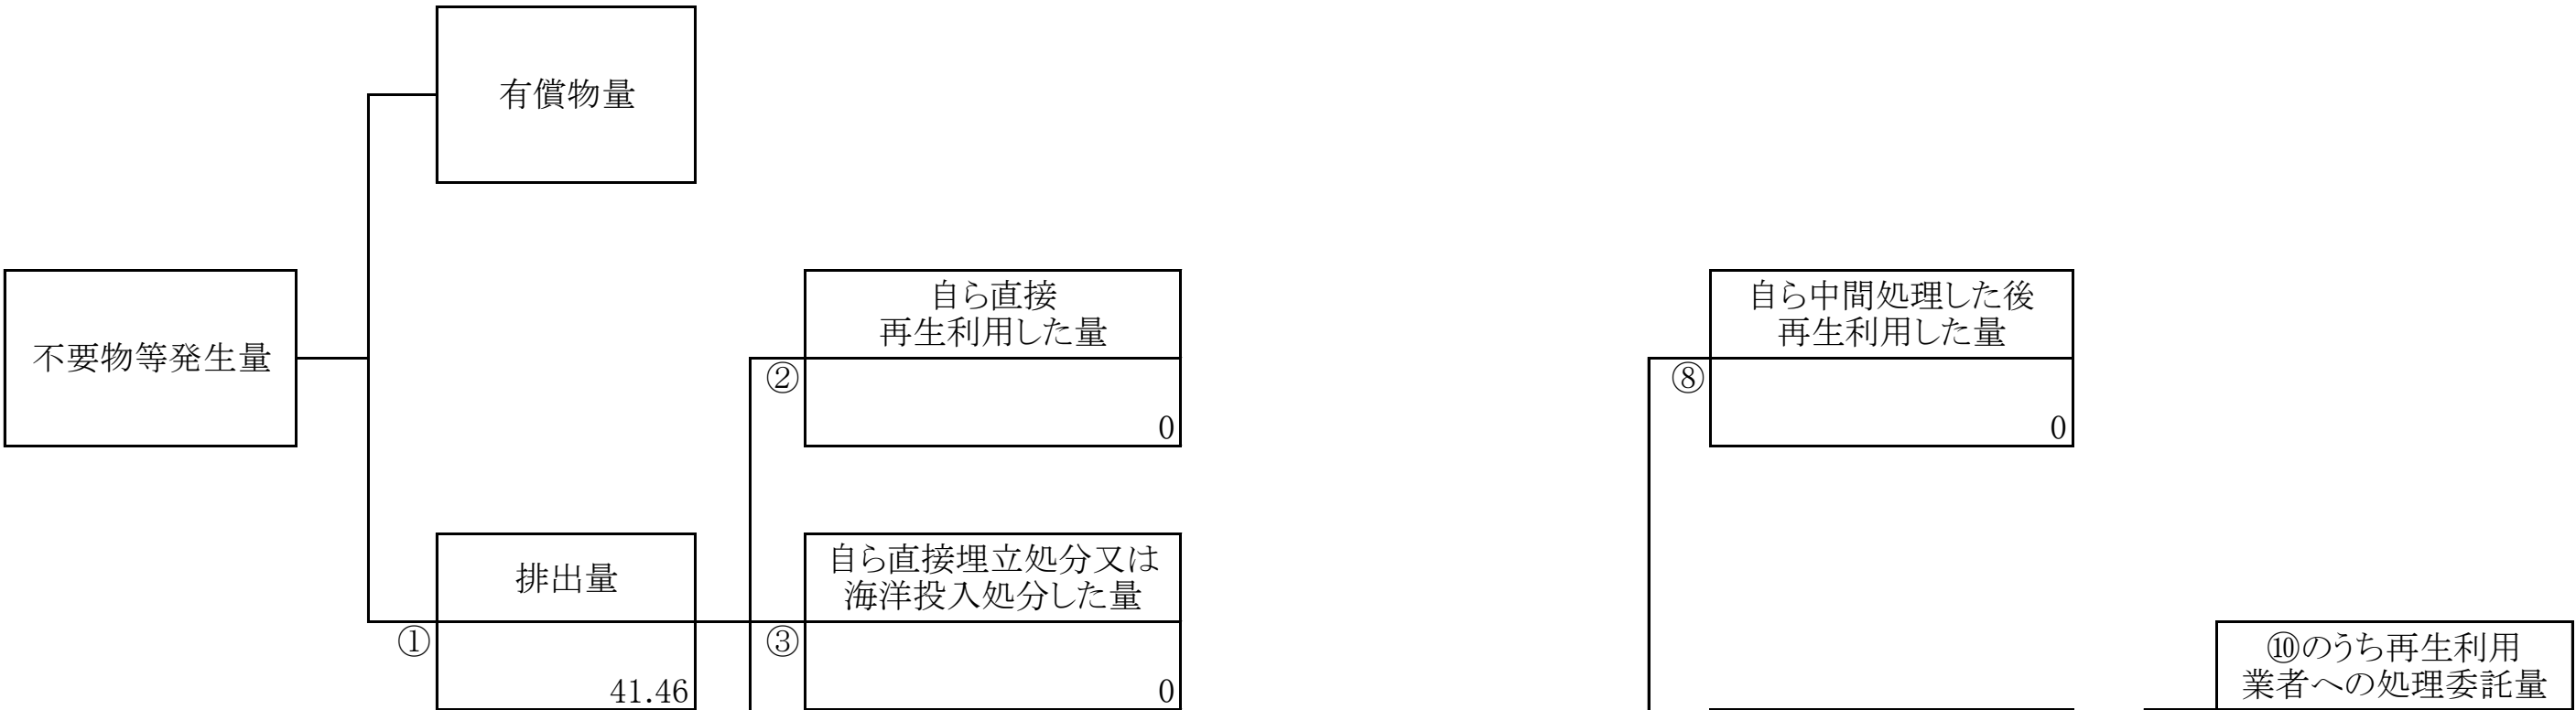 有償物量
不要物等発生量
自ら直接
再生利用した量
②
0
自ら中間処理した後
再生利用した量
⑧
0
排出量
①
41.46
自ら直接埋立処分又は
海洋投入処分した量
③
0
⑩のうち再生利用
業者への処理委託量